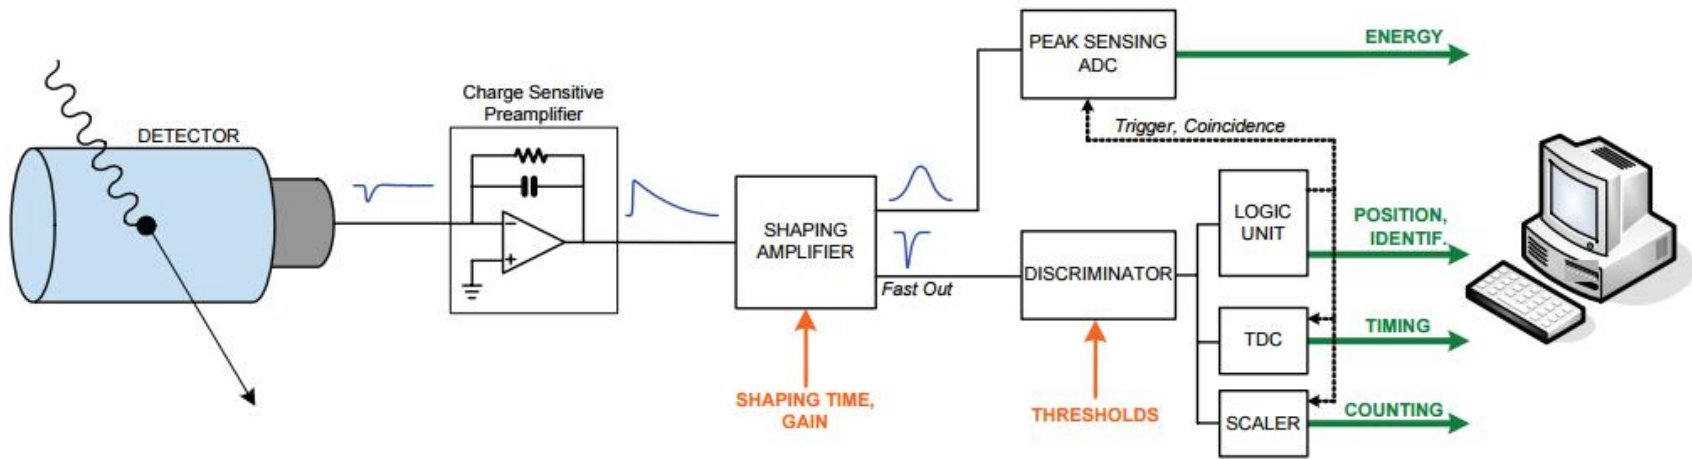 DETECTOR
Charge Sensitive
Preamplifier
−
+
SHAPING
AMPLIFIER
SHAPING TIME,
GAIN
Fast Out
PEAK SENSING
ADC
ENERGY
Trigger, Coincidence
DISCRIMINATOR
THRESHOLDS
LOGIC
UNIT
POSITION,
IDENTIF.
TDC
TIMING
SCALER
COUNTING